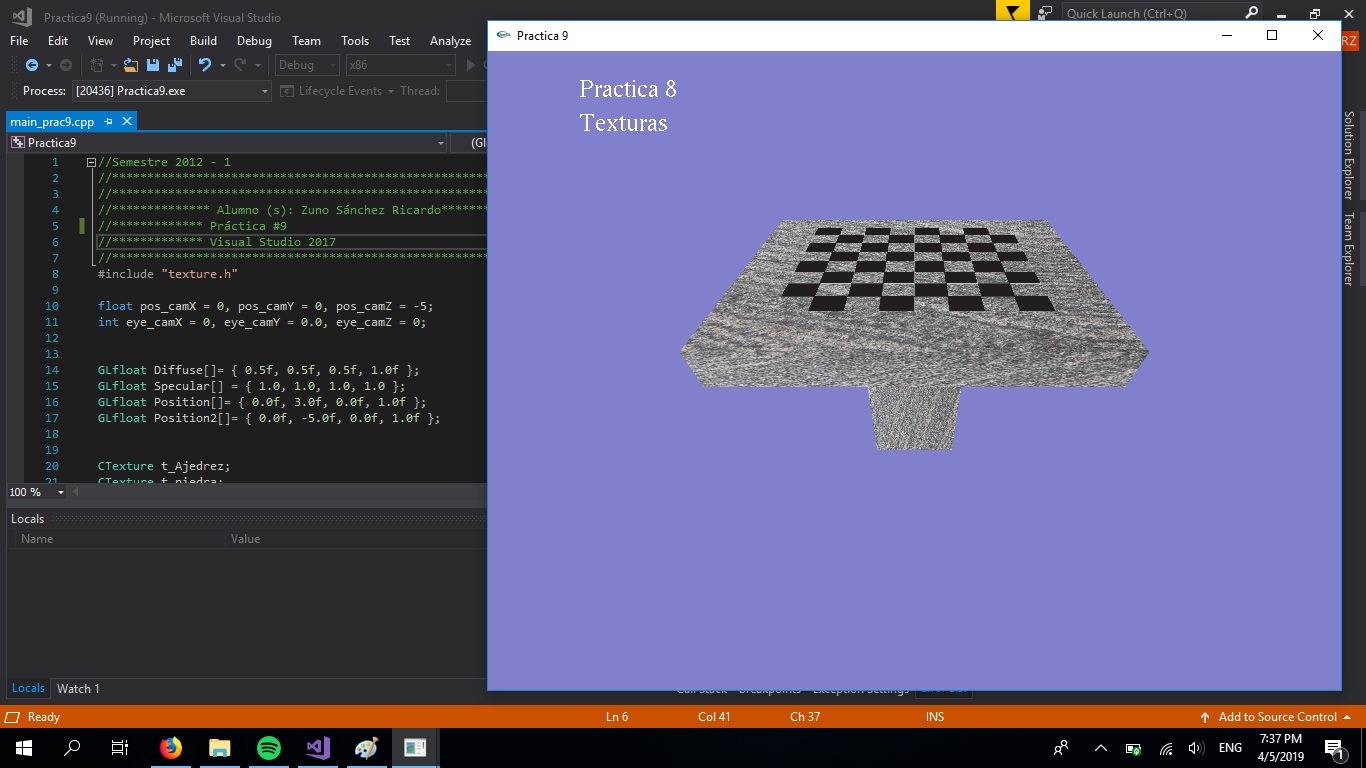 Practica9 (Running) - Microsoft Visual Studio
Quick Launch (Ctrl+Q)
File Edit View Project Build Debug Team Tools Test Analyze
RZ
Debug x86
Process: [20436] Practica9.exe Lifecycle Events Thread:
main_prac9.cpp
Practica9
1 //Semestre 2012 - 1
2 //************************************************
3 //************************************************
4 //************** Alumno (s): Zuno Sánchez Ricardo*******
5 //************* Práctica #9
6 //************* Visual Studio 2017
7 //************************************************
8 #include "texture.h"
9
10 float pos_camX = 0, pos_camY = 0, pos_camZ = -5;
11 int eye_camX = 0, eye_camY = 0.0, eye_camZ = 0;
12
13
14 GLfloat Diffuse[]= { 0.5f, 0.5f, 0.5f, 1.0f };
15 GLfloat Specular[] = { 1.0, 1.0, 1.0, 1.0 };
16 GLfloat Position[]= { 0.0f, 3.0f, 0.0f, 1.0f };
17 GLfloat Position2[]= { 0.0f, -5.0f, 0.0f, 1.0f };
18
19
20 CTexture t_Ajedrez;
21 CTexture t_piedra;
100 %
Locals
Name Value
Locals Watch 1
Practica 9
Practica 8
Texturas
Solution Explorer
Team Explorer
Call Stack Breakpoints Exception Settings Error List
Ready Ln 6 Col 41 Ch 37 INS Add to Source Control
ENG
7:37 PM
4/5/2019
1